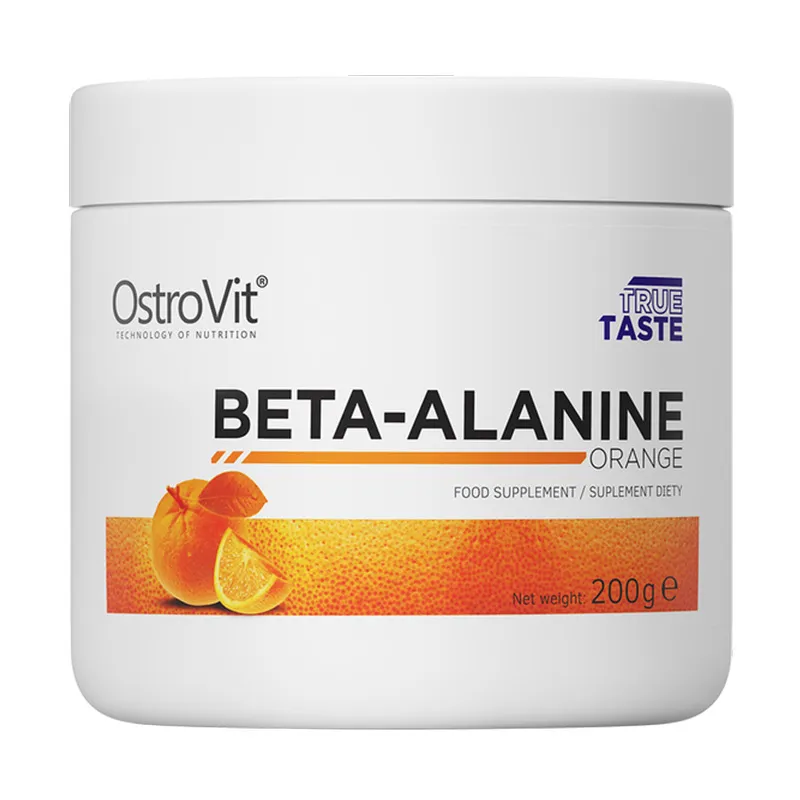 OstroVit®
TECHNOLOGY OF NUTRITION
TRUE
TASTE
BETA-ALANINE
ORANGE
FOOD SUPPLEMENT / SUPLEMENT DIETY
Net weight: 200g ℮